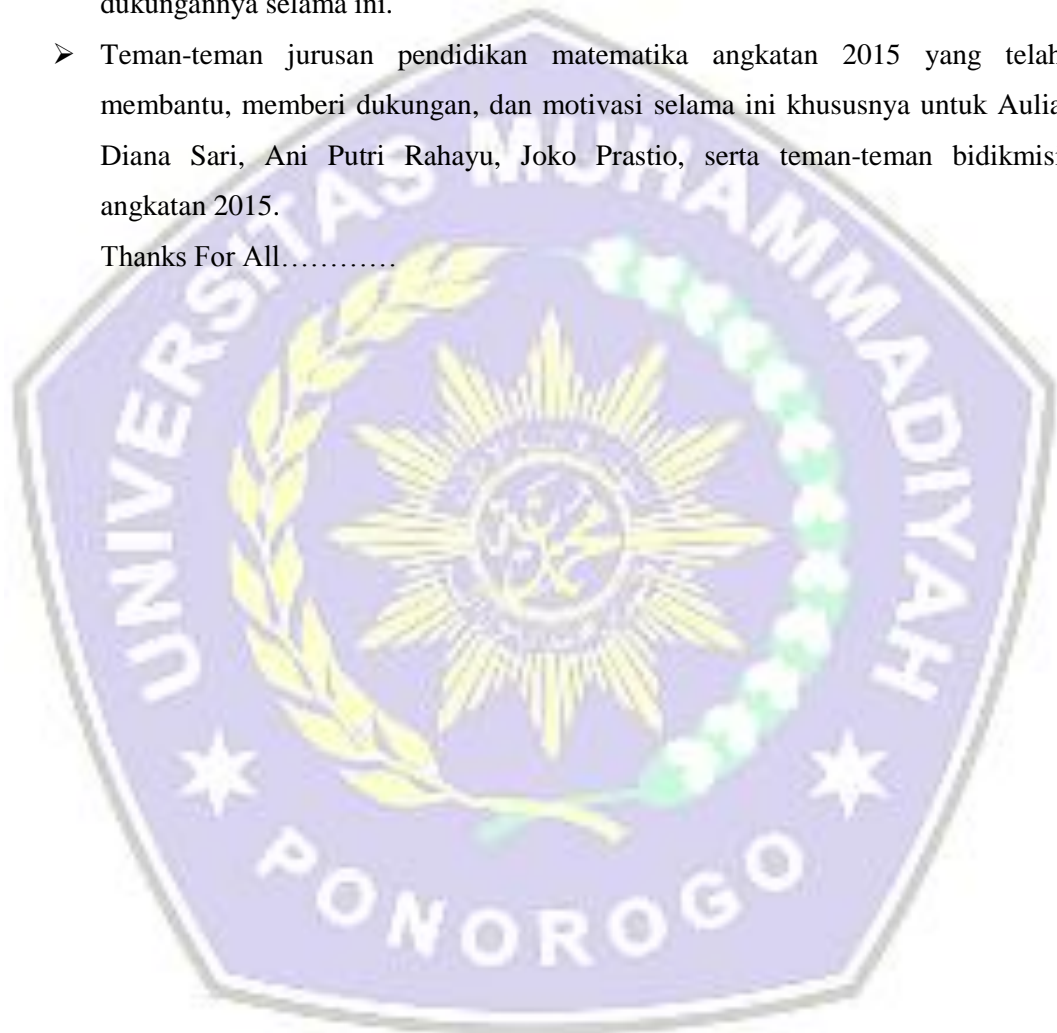 dukungannya selama ini.
➢ Teman-teman jurusan pendidikan matematika angkatan 2015 yang telah
membantu, memberi dukungan, dan motivasi selama ini khususnya untuk Aulia
Diana Sari, Ani Putri Rahayu, Joko Prastio, serta teman-teman bidikmisi
angkatan 2015.
Thanks For All…………
UNIVERSITAS MUHAMMADIYAH
PONOROGO